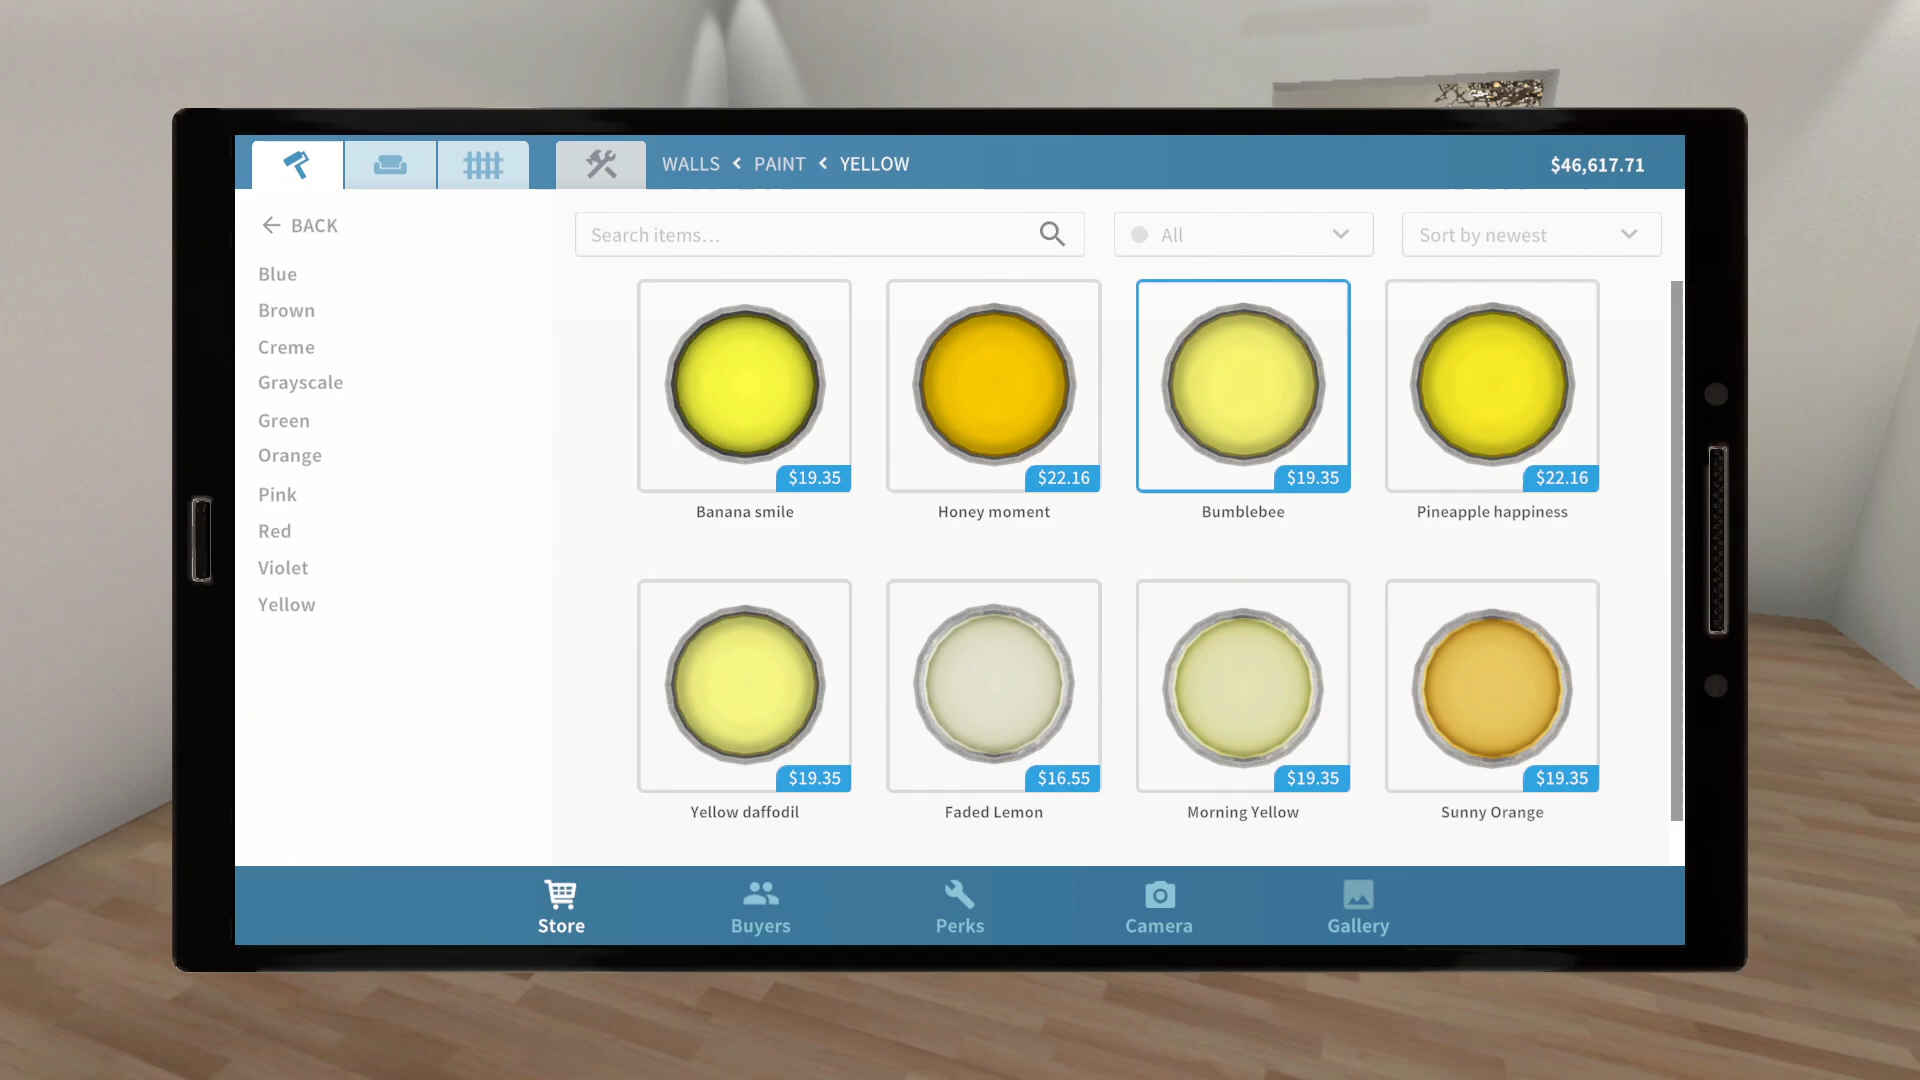 WALLS < PAINT < YELLOW
$46,617.71
BACK
Search items...
All
Sort by newest
Blue
Brown
Creme
Grayscale
Green
Orange
Pink
Red
Violet
Yellow
$19.35
$22.16
$19.35
$22.16
Banana smile
Honey moment
Bumblebee
Pineapple happiness
$19.35
$16.55
$19.35
$19.35
Yellow daffodil
Faded Lemon
Morning Yellow
Sunny Orange
Store
Buyers
Perks
Camera
Gallery